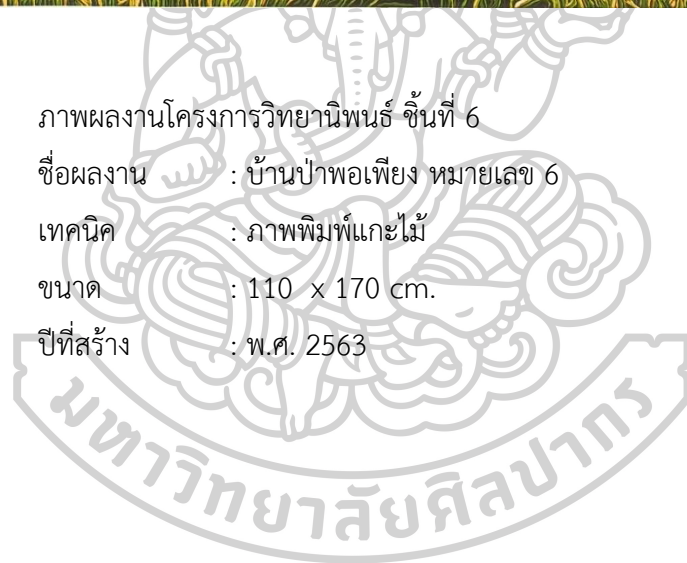 ภาพผลงานโครงการวิทยานิพนธ์ ชิ้นที่ 6
ชื่อผลงาน : บ้านป่าพอเพียง หมายเลข 6
เทคนิค : ภาพพิมพ์แกะไม้
ขนาด : 110 x 170 cm.
ปีที่สร้าง : พ.ศ. 2563
มหาวิทยาลัยศิลปากร